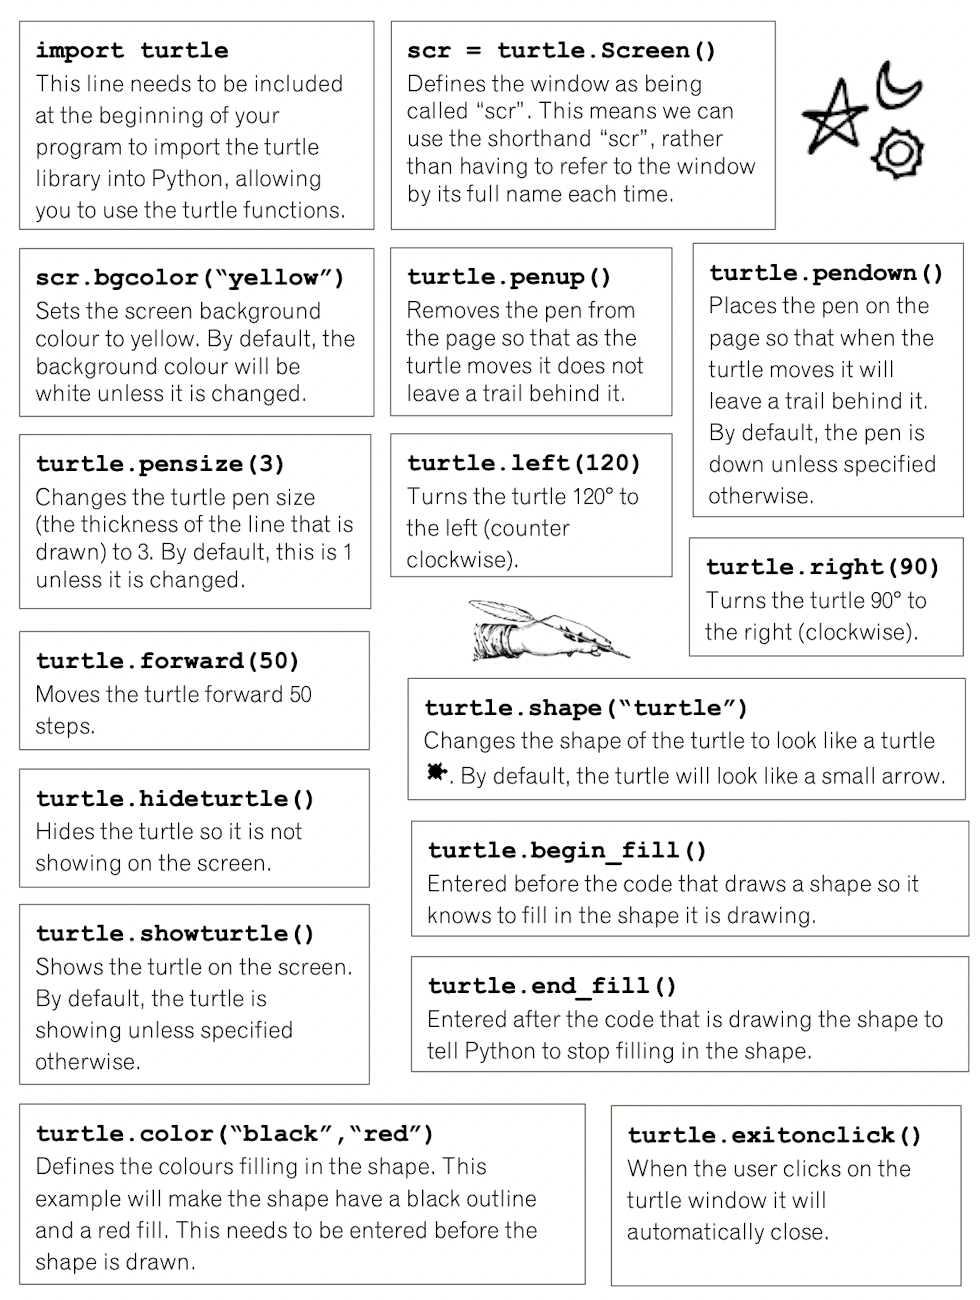 import turtle
This line needs to be included
at the beginning of your
program to import the turtle
library into Python, allowing
you to use the turtle functions.
scr = turtle.Screen()
Defines the window as being
called “scr”. This means we can
use the shorthand “scr”, rather
than having to refer to the window
by its full name each time.
scr.bgcolor(“yellow”)
Sets the screen background
colour to yellow. By default, the
background colour will be
white unless it is changed.
turtle.penup()
Removes the pen from
the page so that as the
turtle moves it does not
leave a trail behind it.
turtle.pendown()
Places the pen on the
page so that when the
turtle moves it will
leave a trail behind it.
By default, the pen is
down unless specified
otherwise.
turtle.pensize(3)
Changes the turtle pen size
(the thickness of the line that is
drawn) to 3. By default, this is 1
unless it is changed.
turtle.left(120)
Turns the turtle 120° to
the left (counter
clockwise).
turtle.right(90)
Turns the turtle 90° to
the right (clockwise).
turtle.forward(50)
Moves the turtle forward 50
steps.
turtle.shape(“turtle”)
Changes the shape of the turtle to look like a turtle
. By default, the turtle will look like a small arrow.
turtle.hideturtle()
Hides the turtle so it is not
showing on the screen.
turtle.begin_fill()
Entered before the code that draws a shape so it
knows to fill in the shape it is drawing.
turtle.showturtle()
Shows the turtle on the screen.
By default, the turtle is
showing unless specified
otherwise.
turtle.end_fill()
Entered after the code that is drawing the shape to
tell Python to stop filling in the shape.
turtle.color(“black”,“red”)
Defines the colours filling in the shape. This
example will make the shape have a black outline
and a red fill. This needs to be entered before the
shape is drawn.
turtle.exitonclick()
When the user clicks on the
turtle window it will
automatically close.